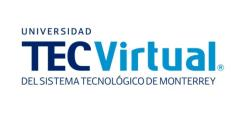 UNIVERSIDAD
TECVirtual®
DEL SISTEMA TECNOLÓGICO DE MONTERREY